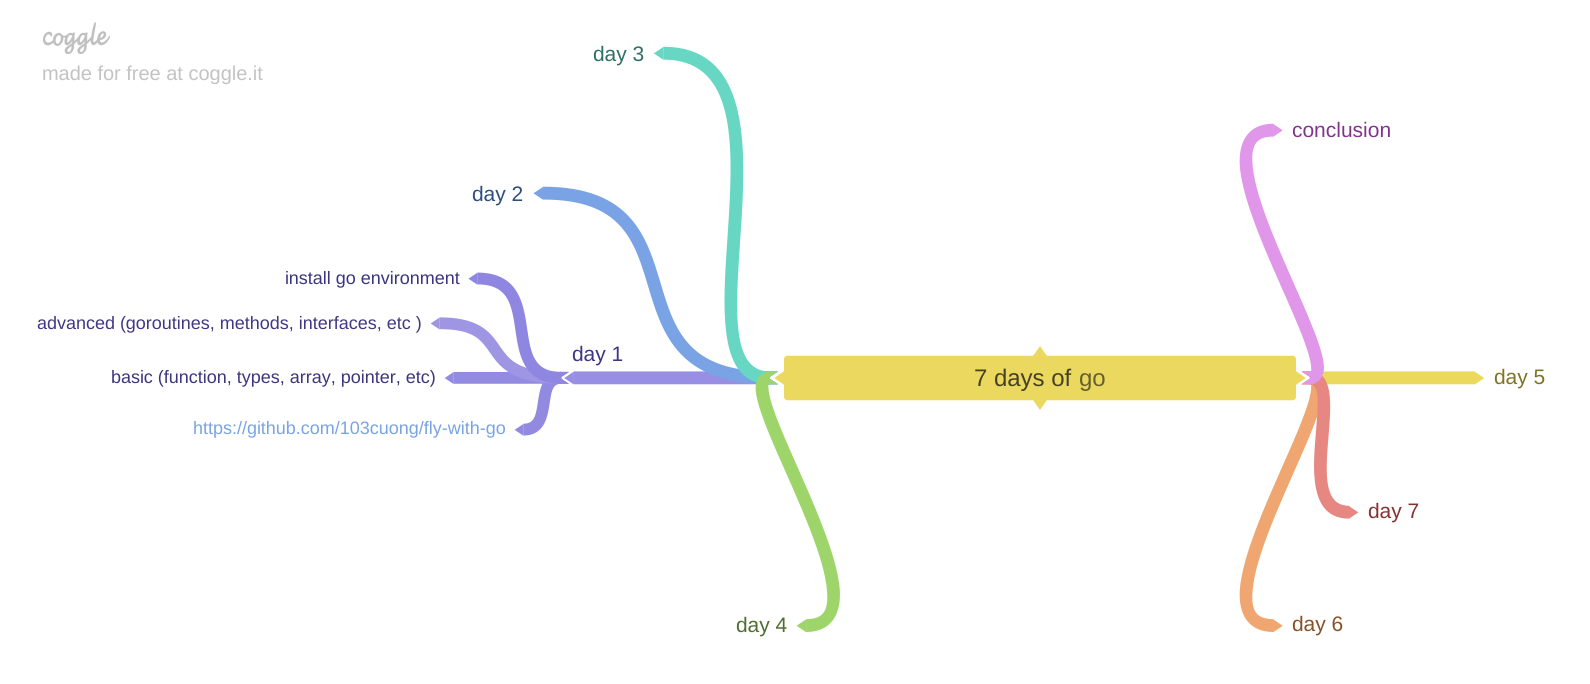 coggle
made for free at coggle.it
day 3
conclusion
day 2
install go environment
advanced (goroutines, methods, interfaces, etc )
day 1
basic (function, types, array, pointer, etc)
7 days of go
day 5
https://github.com/103cuong/fly-with-go
day 7
day 4
day 6